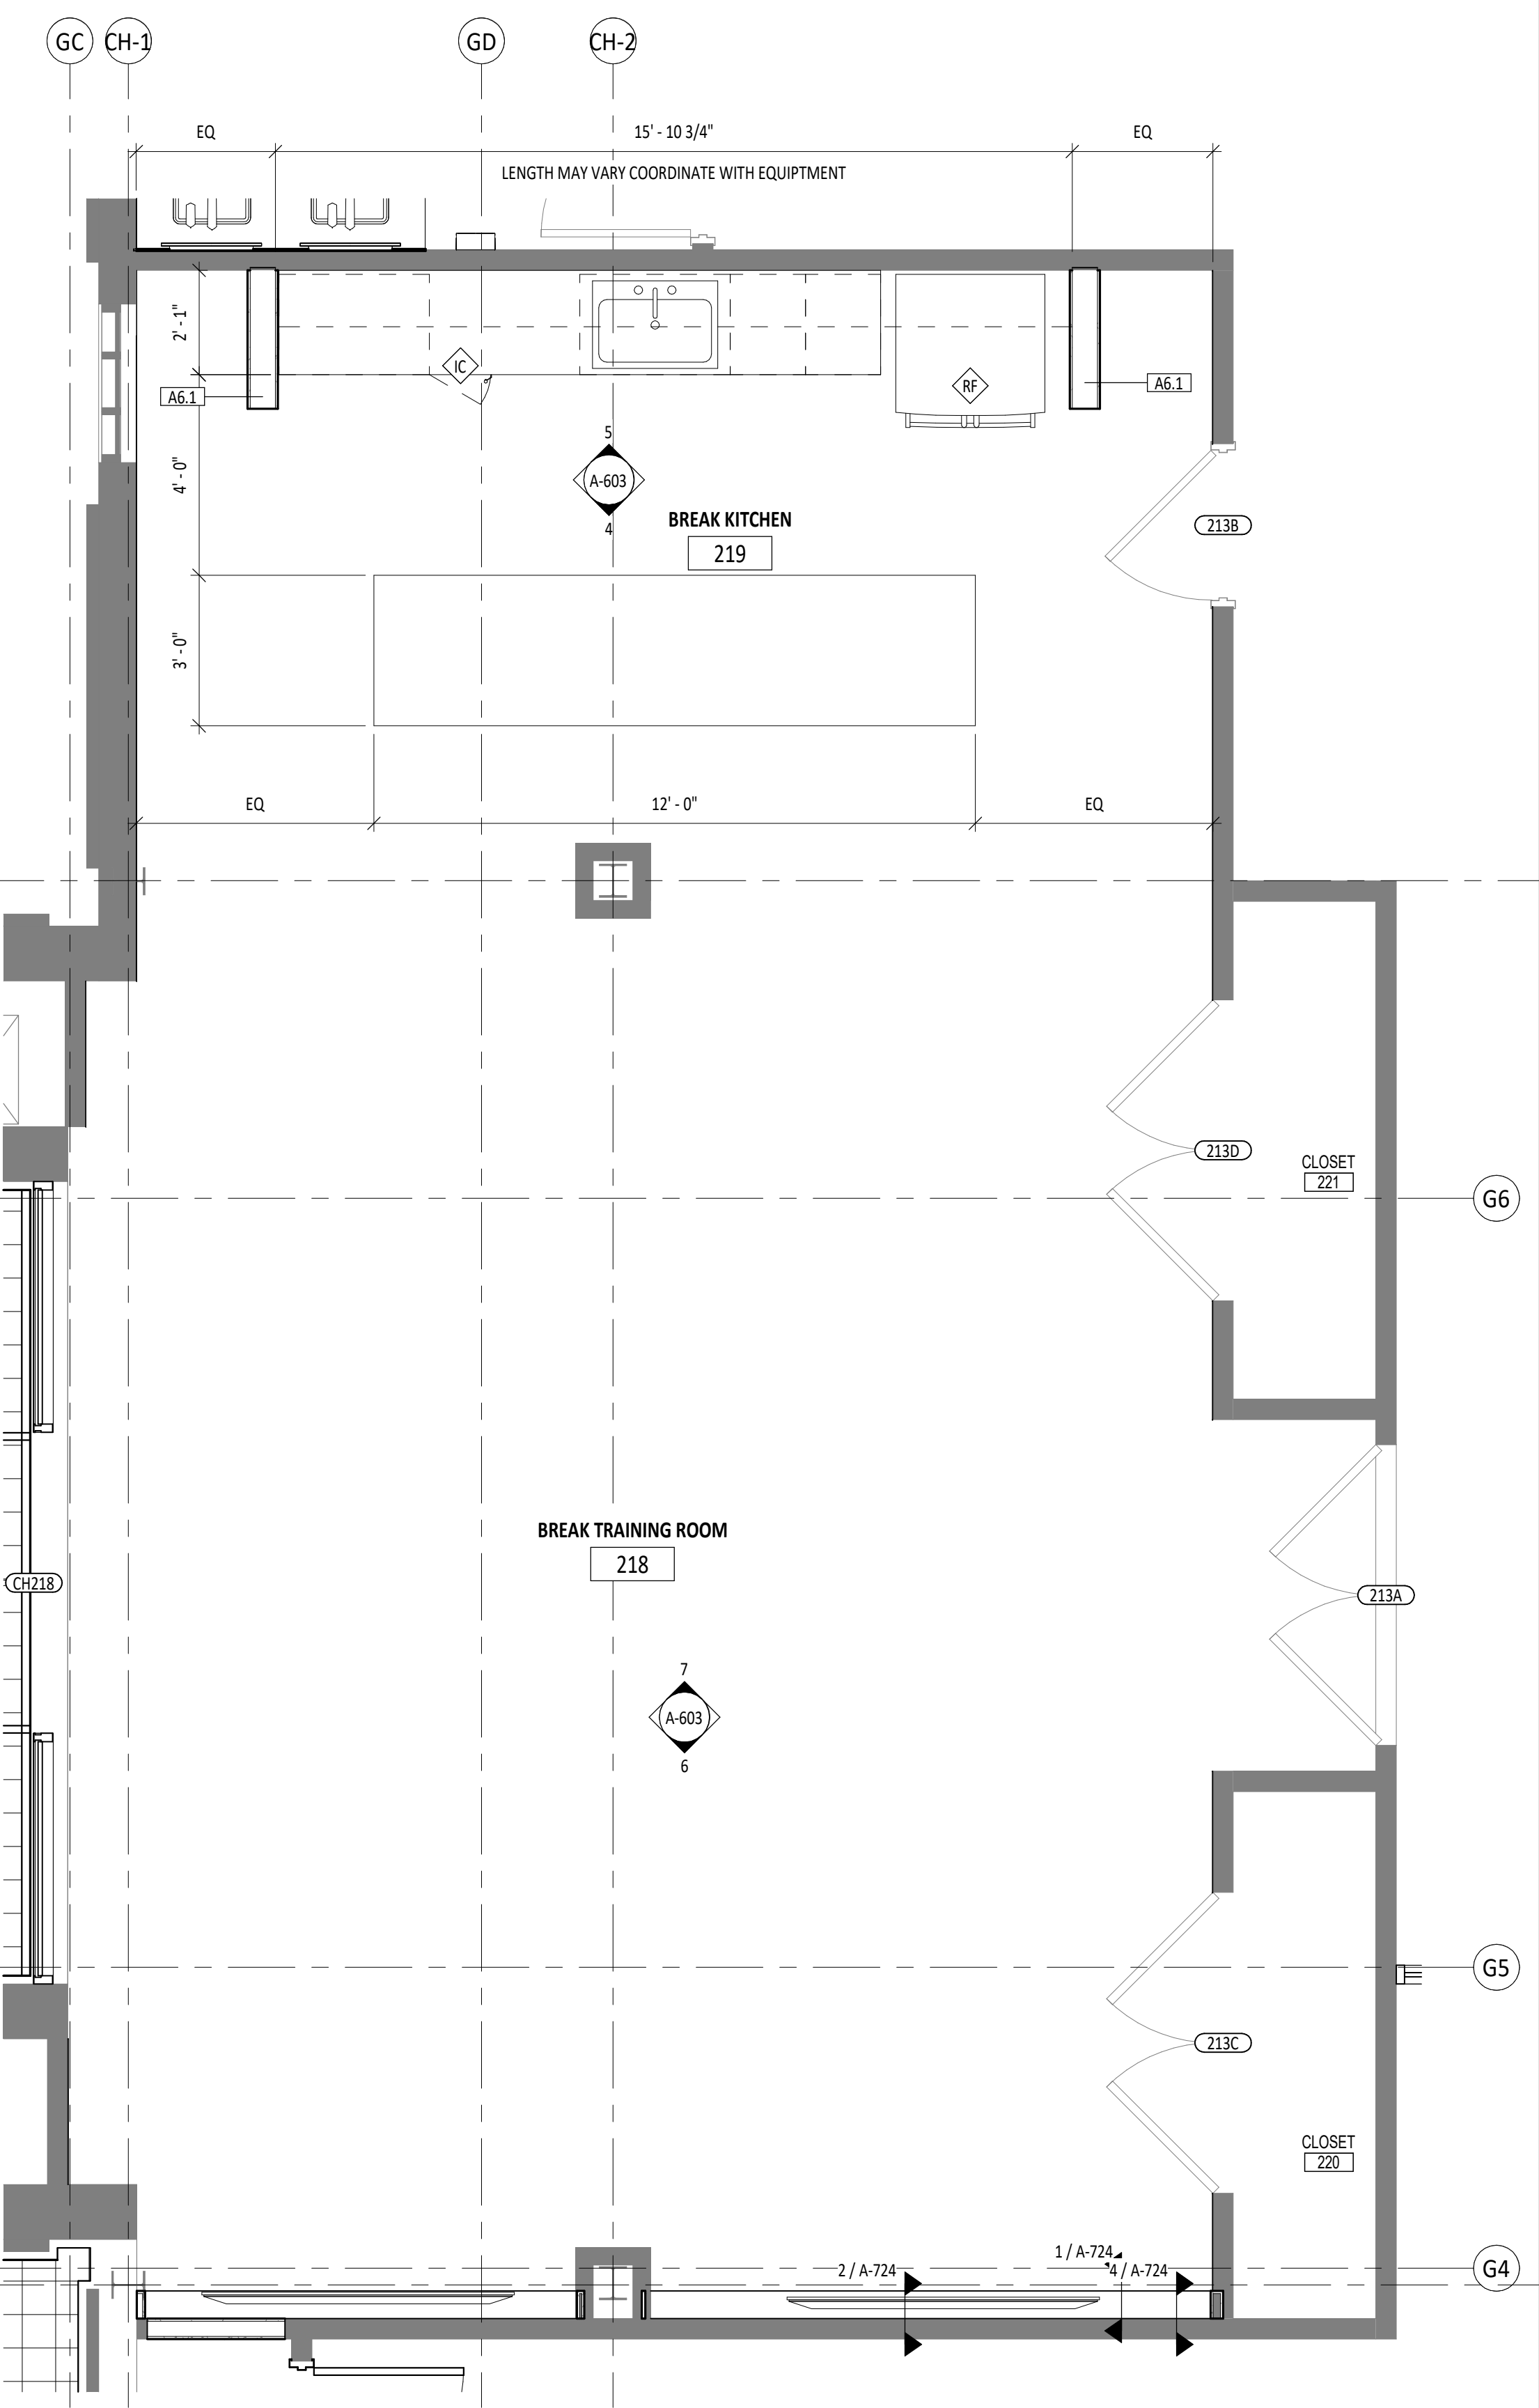 GC
CH-1
GD
CH-2
EQ
15' - 10 3/4"
EQ
LENGTH MAY VARY COORDINATE WITH EQUIPTMENT
2' - 1"
IC
RF
A6.1
A6.1
5
A-603
4
4' - 0"
BREAK KITCHEN
219
213B
3' - 0"
EQ
12' - 0"
EQ
213D
CLOSET
221
G6
BREAK TRAINING ROOM
218
CH218
213A
7
A-603
6
G5
213C
CLOSET
220
1 / A-724
2 / A-724
4 / A-724
G4